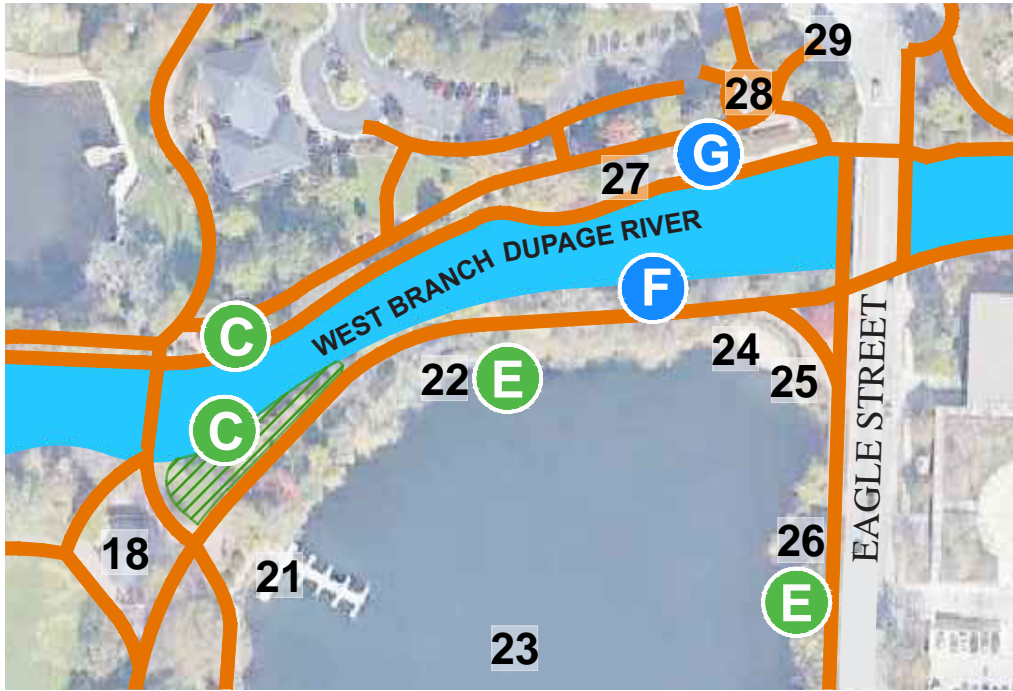 29
28
G
27
WEST BRANCH DUPAGE RIVER
F
C
24
22
E
25
C
EAGLE STREET
26
18
21
E
23